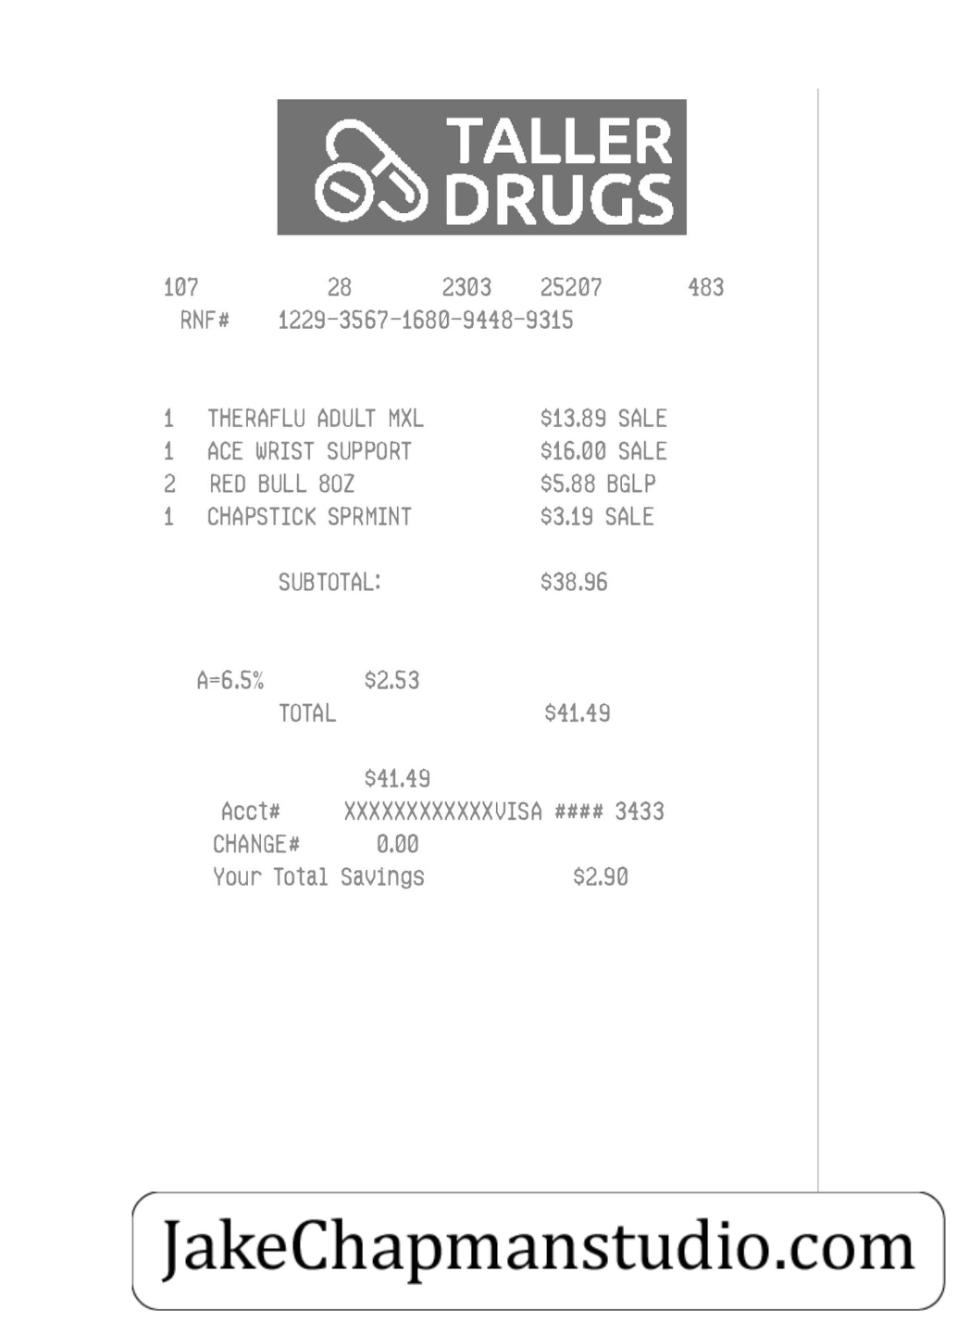 TALLER
DRUGS
107 28 2303 25207 483
RNF# 1229-3567-1680-9448-9315
1 THERAFLU ADULT MXL $13.89 SALE
1 ACE WRIST SUPPORT $16.00 SALE
2 RED BULL 8OZ $5.88 BGLP
1 CHAPSTICK SPRMINT $3.19 SALE
SUBTOTAL: $38.96
A=6.5% $2.53
TOTAL $41.49
$41.49
Acct# XXXXXXXXXXXXVISA #### 3433
CHANGE# 0.00
Your Total Savings $2.90
JakeChapmanstudio.com